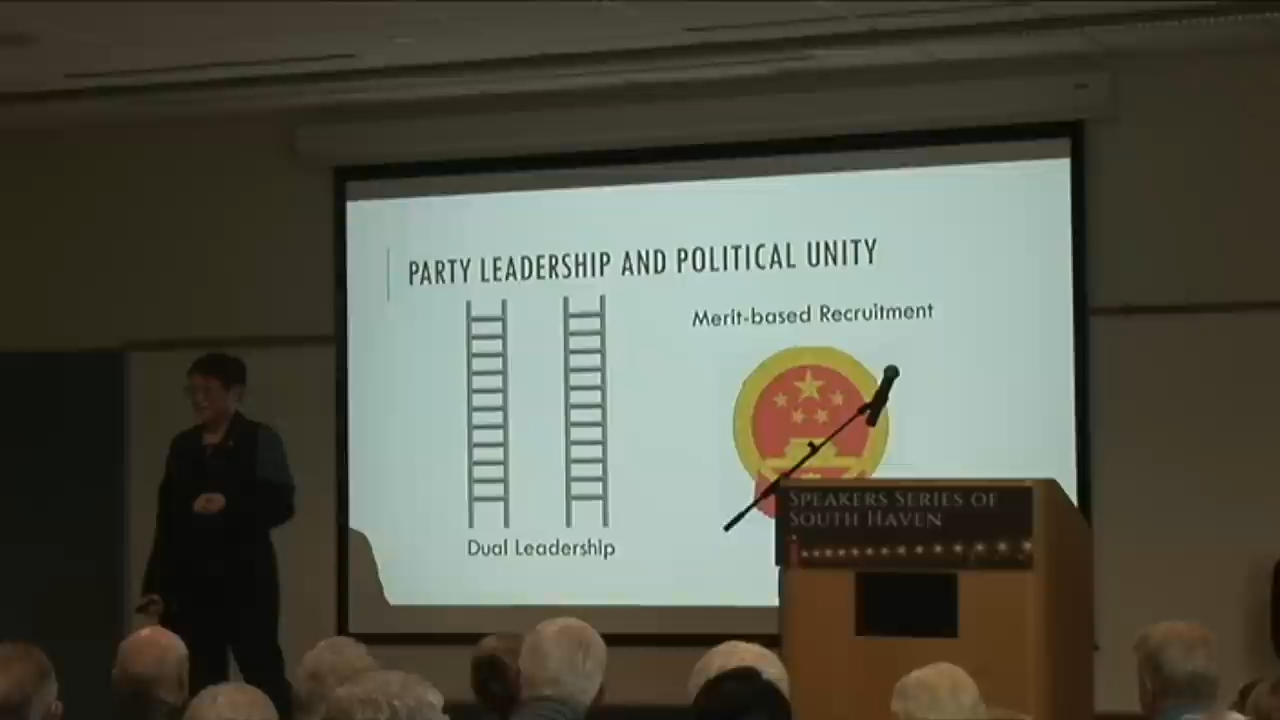 PARTY LEADERSHIP AND POLITICAL UNITY
Merit-based Recruitment
Dual Leadership
SPEAKERS SERIES OF
SOUTH HAVEN